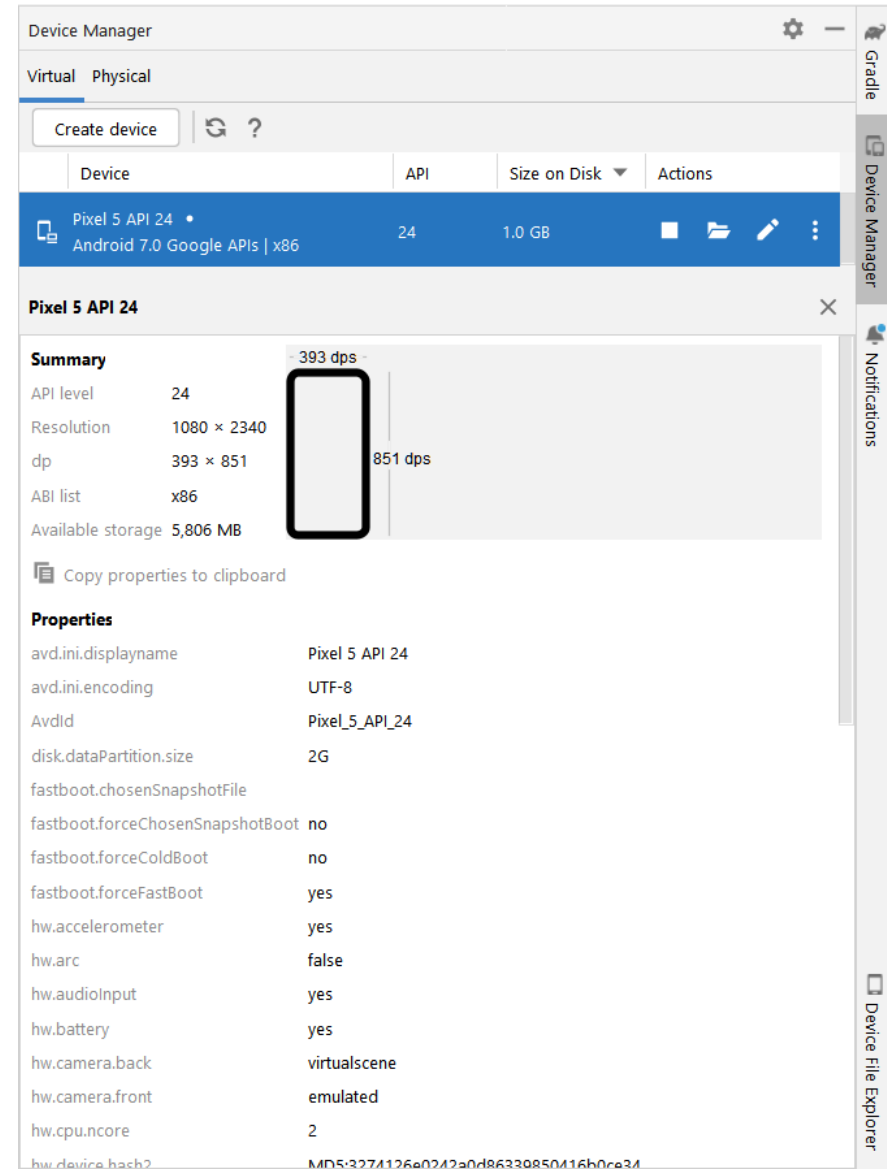 Device Manager
Virtual Physical
Create device ?
Device API Size on Disk Actions
Pixel 5 API 24
Android 7.0 Google APIs | x86
24 1.0 GB
Pixel 5 API 24
Summary
API level 24
Resolution 1080 × 2340
dp 393 × 851
ABI list x86
Available storage 5,806 MB
393 dps
851 dps
Copy properties to clipboard
Properties
avd.ini.displayname Pixel 5 API 24
avd.ini.encoding UTF-8
AvdId Pixel_5_API_24
disk.dataPartition.size 2G
fastboot.chosenSnapshotFile
fastboot.forceChosenSnapshotBoot no
fastboot.forceColdBoot no
fastboot.forceFastBoot yes
hw.accelerometer yes
hw.arc false
hw.audioInput yes
hw.battery yes
hw.camera.back virtualscene
hw.camera.front emulated
hw.cpu.ncore 2
hw.device.hash2 MD5:3274126e0242a0d86339850416b0ce34
Gradle
Device Manager
Notifications
Device File Explorer